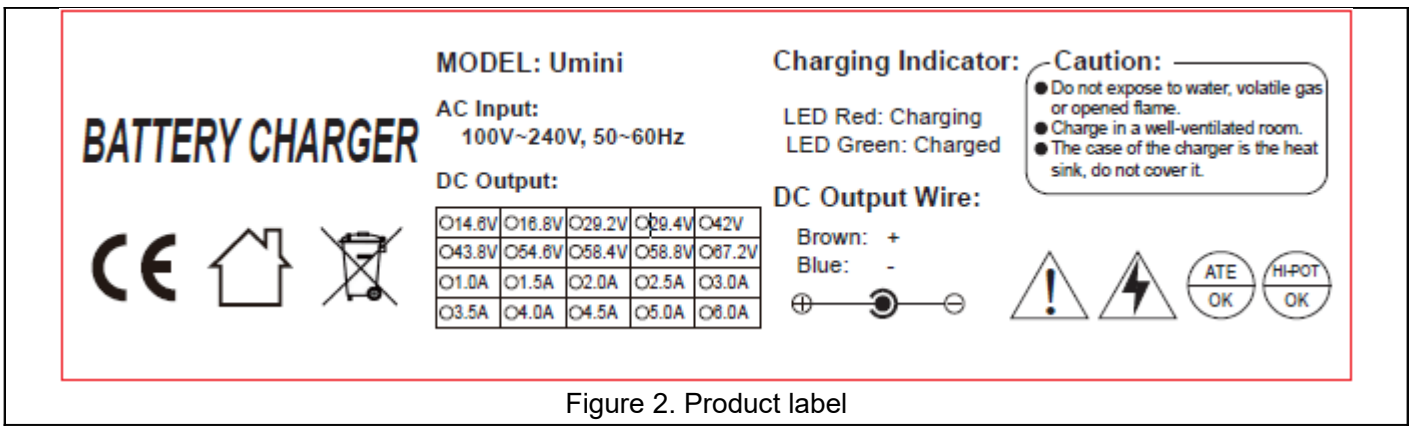 BATTERY CHARGER
CE
MODEL: Umini
AC Input:
100V~240V, 50~60Hz
DC Output:
O14.6V O16.8V O29.2V O29.4V O42V
O43.8V O54.6V O58.4V O58.8V O67.2V
O1.0A O1.5A O2.0A O2.5A O3.0A
O3.5A O4.0A O4.5A O5.0A O6.0A
Charging Indicator:
LED Red: Charging
LED Green: Charged
DC Output Wire:
Brown: +
Blue: -
Caution:
● Do not expose to water, volatile gas
or opened flame.
● Charge in a well-ventilated room.
● The case of the charger is the heat
sink, do not cover it.
!
ATE
OK
HI-POT
OK
Figure 2. Product label